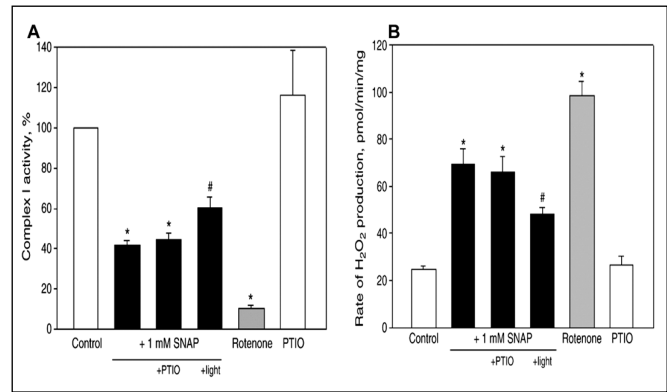 A
Complex I activity, %
140
120
100
80
60
40
20
0
*
*
#
*
Control
+ 1 mM SNAP
Rotenone
PTIO
+PTIO
+light
B
Rate of H₂O₂ production, pmol/min/mg
120
100
80
60
40
20
0
*
*
#
*
Control
+ 1 mM SNAP
Rotenone
PTIO
+PTIO
+light